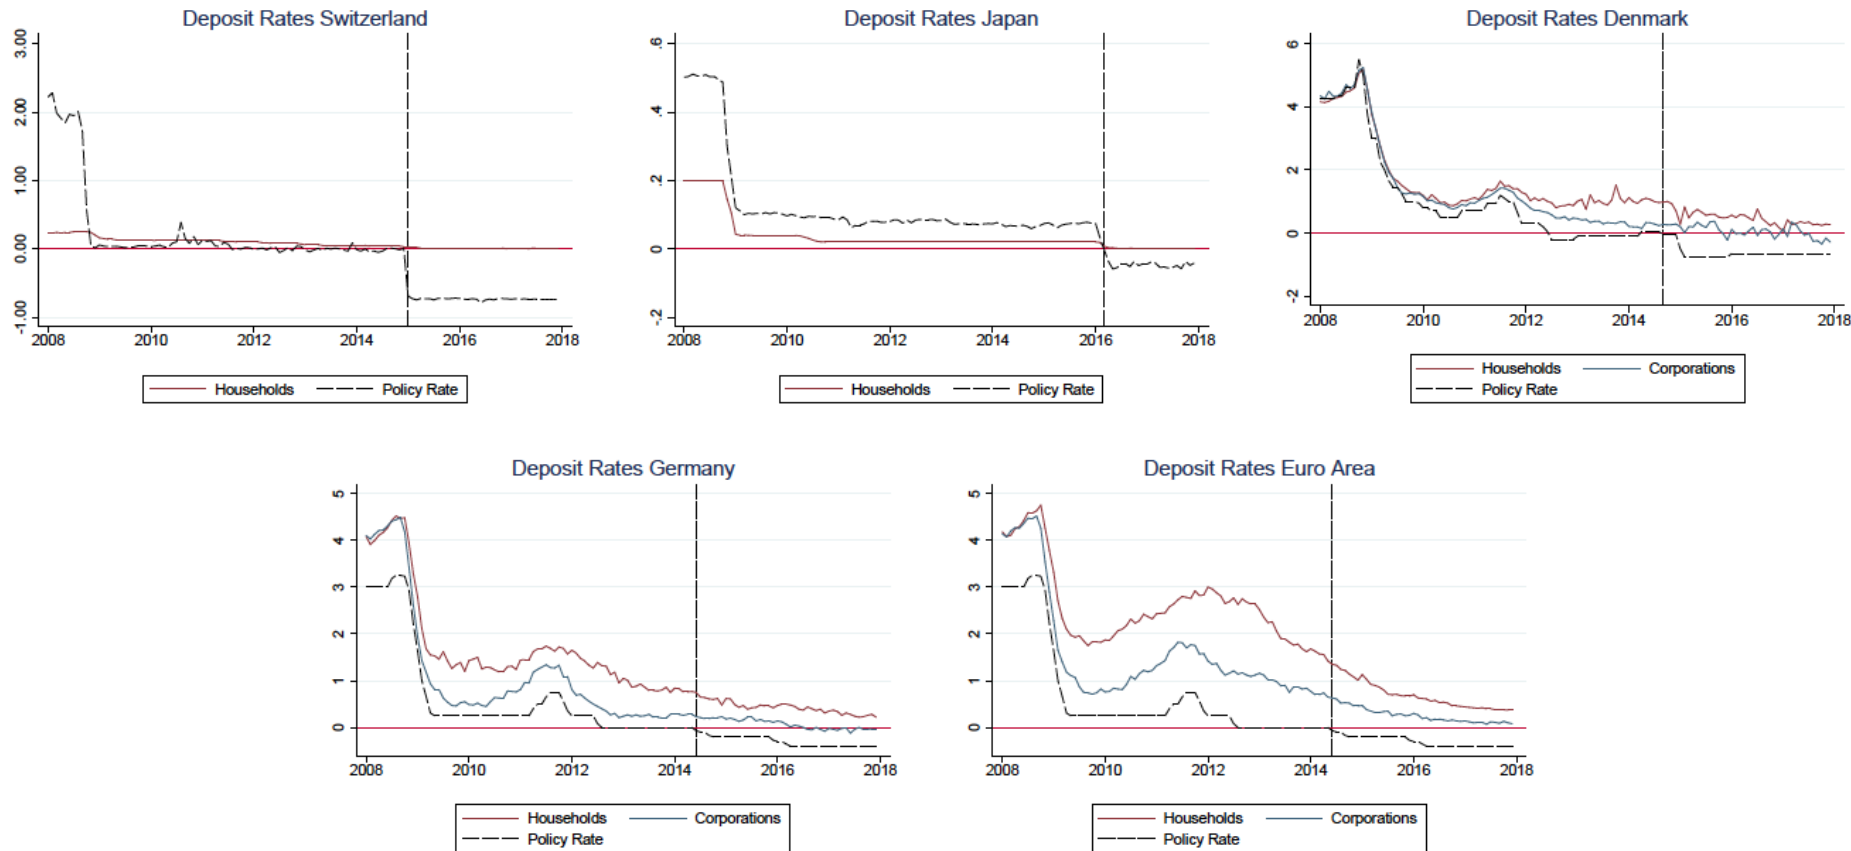 Deposit Rates Switzerland
3.00
2.00
1.00
0.00
-1.00
2008 2010 2012 2014 2016 2018
Households Policy Rate
Deposit Rates Japan
.6
.4
.2
0
-.2
2008 2010 2012 2014 2016 2018
Households Policy Rate
Deposit Rates Denmark
6
4
2
0
-2
2008 2010 2012 2014 2016 2018
Households Corporations
Policy Rate
Deposit Rates Germany
5
4
3
2
1
0
2008 2010 2012 2014 2016 2018
Households Corporations
Policy Rate
Deposit Rates Euro Area
5
4
3
2
1
0
2008 2010 2012 2014 2016 2018
Households Corporations
Policy Rate